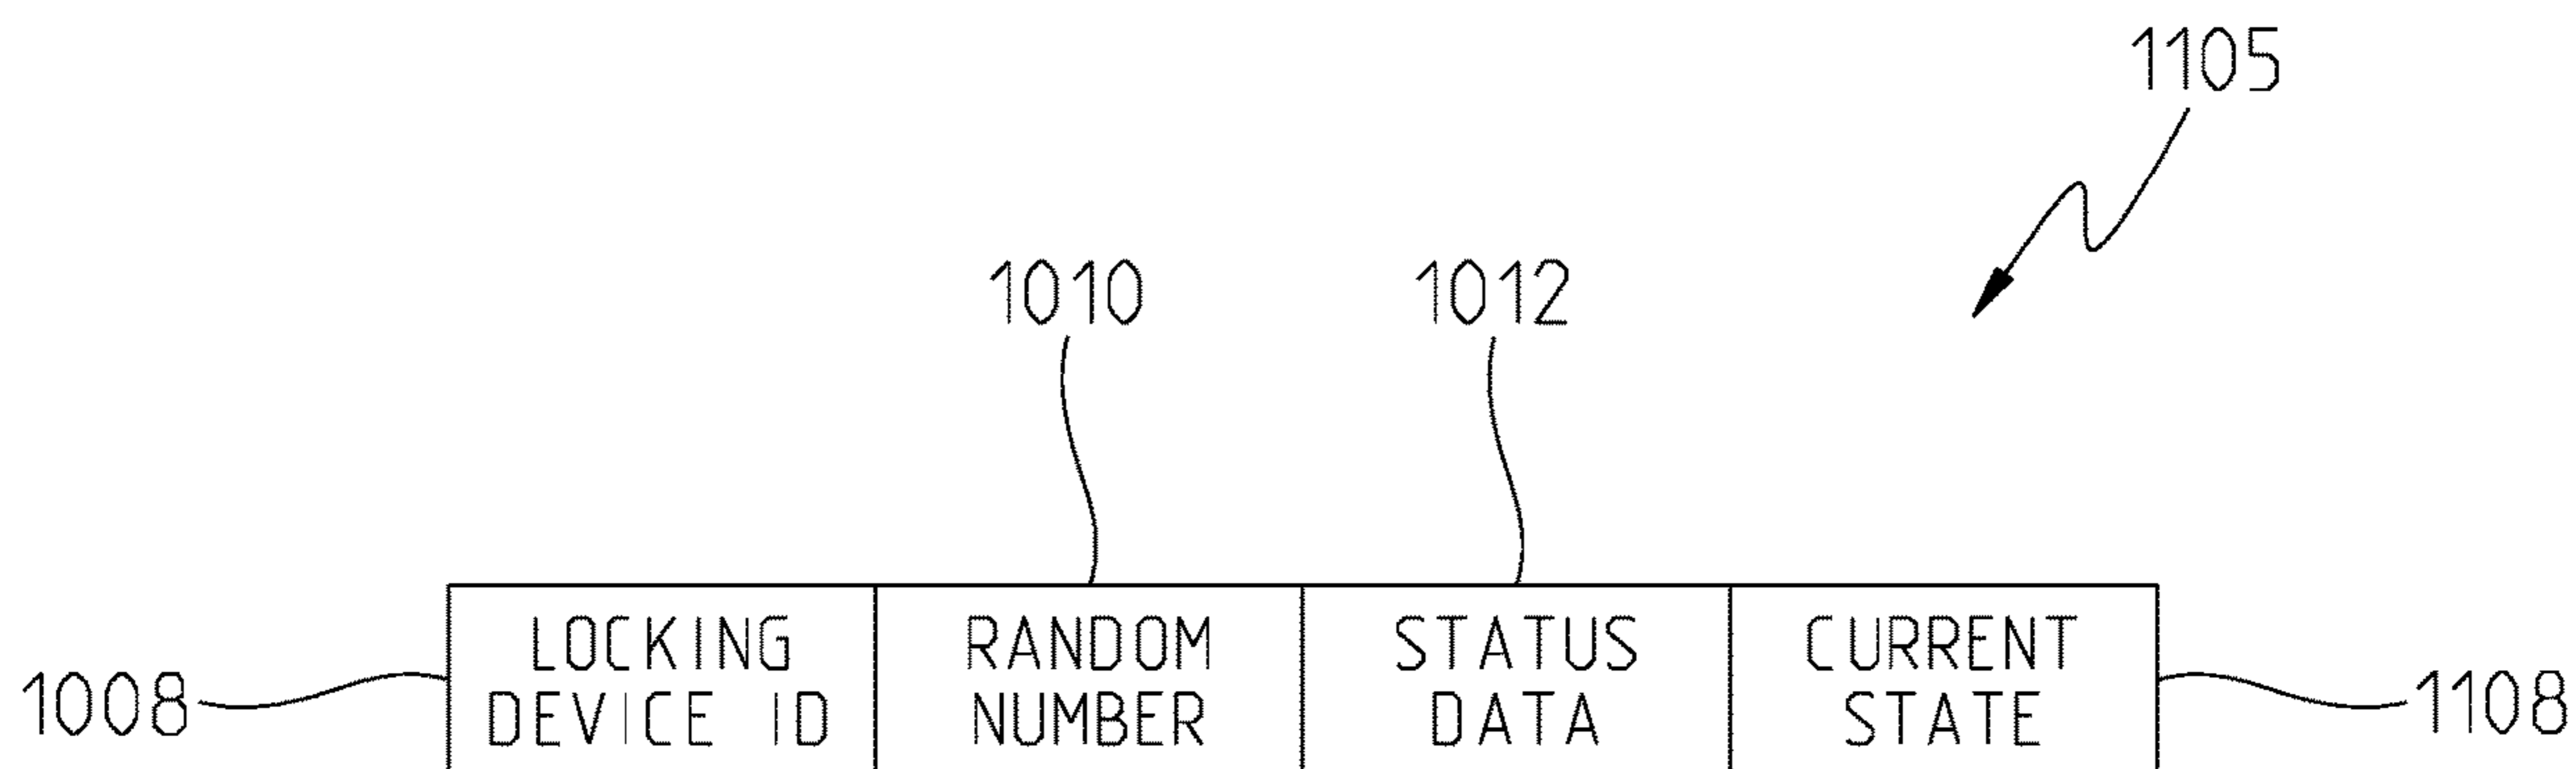 1105
1010
1012
LOCKING
DEVICE ID
RANDOM
NUMBER
STATUS
DATA
CURRENT
STATE
1008
1108